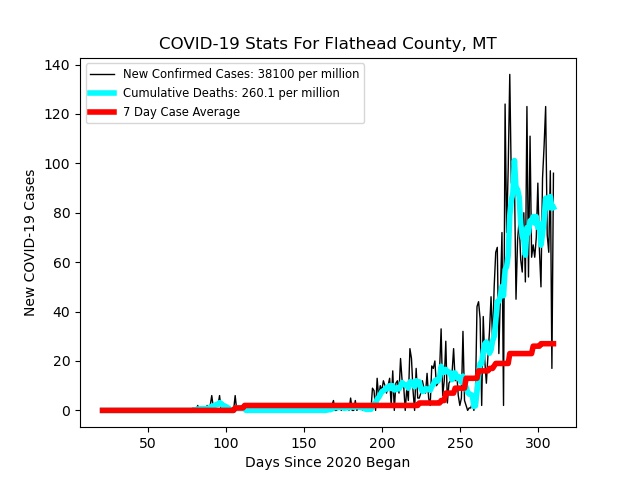 COVID-19 Stats For Flathead County, MT
New Confirmed Cases: 38100 per million
Cumulative Deaths: 260.1 per million
7 Day Case Average
New COVID-19 Cases
140
120
100
80
60
40
20
0
50 100 150 200 250 300
Days Since 2020 Began